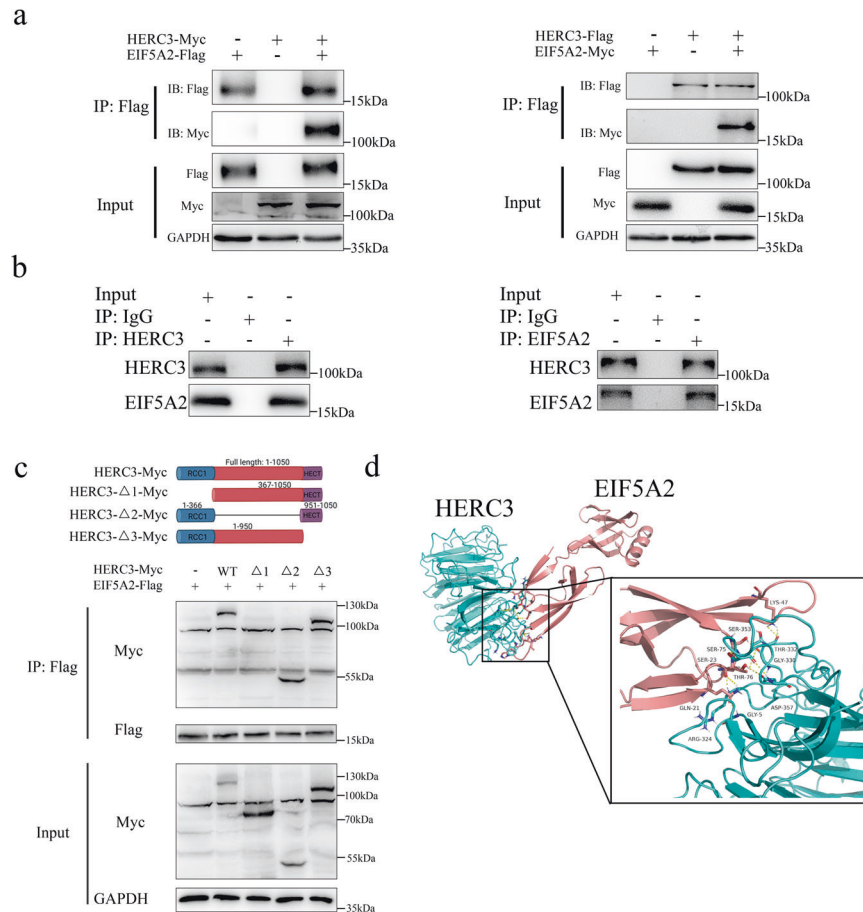 a
HERC3-Myc - + +
EIF5A2-Flag + - +
IP: Flag
IB: Flag
15kDa
IB: Myc
100kDa
Input
Flag
15kDa
Myc
100kDa
GAPDH
35kDa
HERC3-Flag - + +
EIF5A2-Myc + - +
IP: Flag
IB: Flag
100kDa
IB: Myc
15kDa
Input
Flag
100kDa
Myc
15kDa
GAPDH
35kDa
b
Input + - -
IP: IgG - + -
IP: HERC3 - - +
HERC3
100kDa
EIF5A2
15kDa
Input + - -
IP: IgG - + -
IP: EIF5A2 - - +
HERC3
100kDa
EIF5A2
15kDa
c
Full length: 1-1050
HERC3-Myc RCC1 HECT
367-1050
HERC3-△1-Myc HECT
1-366 951-1050
HERC3-△2-Myc RCC1 HECT
1-950
HERC3-△3-Myc RCC1
HERC3-Myc - WT △1 △2 △3
EIF5A2-Flag + + + + +
IP: Flag
Myc
130kDa
100kDa
55kDa
Flag
15kDa
Input
Myc
130kDa
100kDa
70kDa
55kDa
GAPDH
35kDa
d
HERC3
EIF5A2
LYS-47
SER-353
SER-75
THR-332
GLY-330
SER-23
THR-76
GLN-21
GLY-5
ASP-357
ARG-324